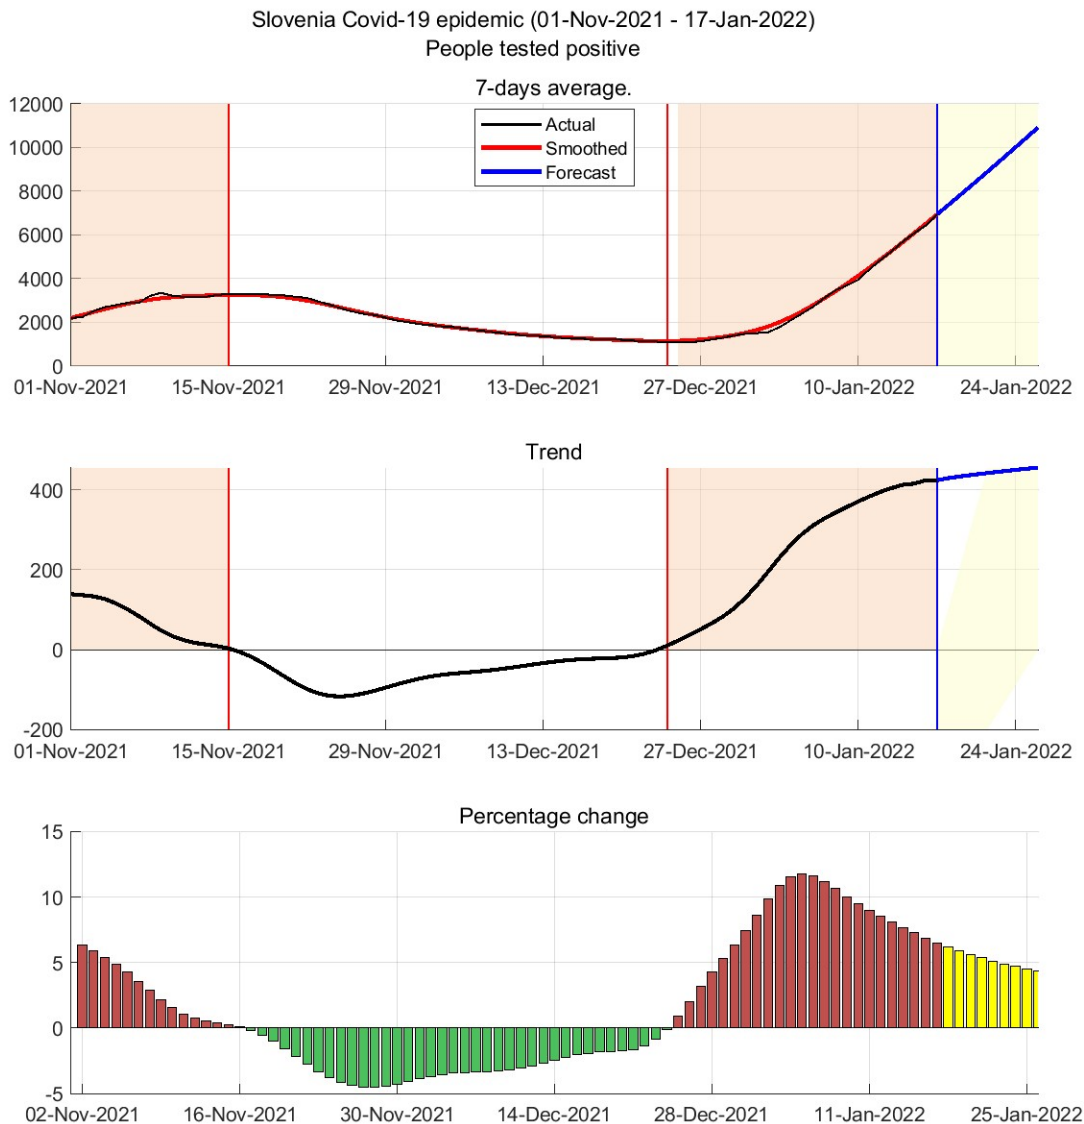 Slovenia Covid-19 epidemic (01-Nov-2021 - 17-Jan-2022)
People tested positive
7-days average.
12000
10000
8000
6000
4000
2000
0
Actual
Smoothed
Forecast
01-Nov-2021 15-Nov-2021 29-Nov-2021 13-Dec-2021 27-Dec-2021 10-Jan-2022 24-Jan-2022
Trend
400
200
0
-200
01-Nov-2021 15-Nov-2021 29-Nov-2021 13-Dec-2021 27-Dec-2021 10-Jan-2022 24-Jan-2022
Percentage change
15
10
5
0
-5
02-Nov-2021 16-Nov-2021 30-Nov-2021 14-Dec-2021 28-Dec-2021 11-Jan-2022 25-Jan-2022